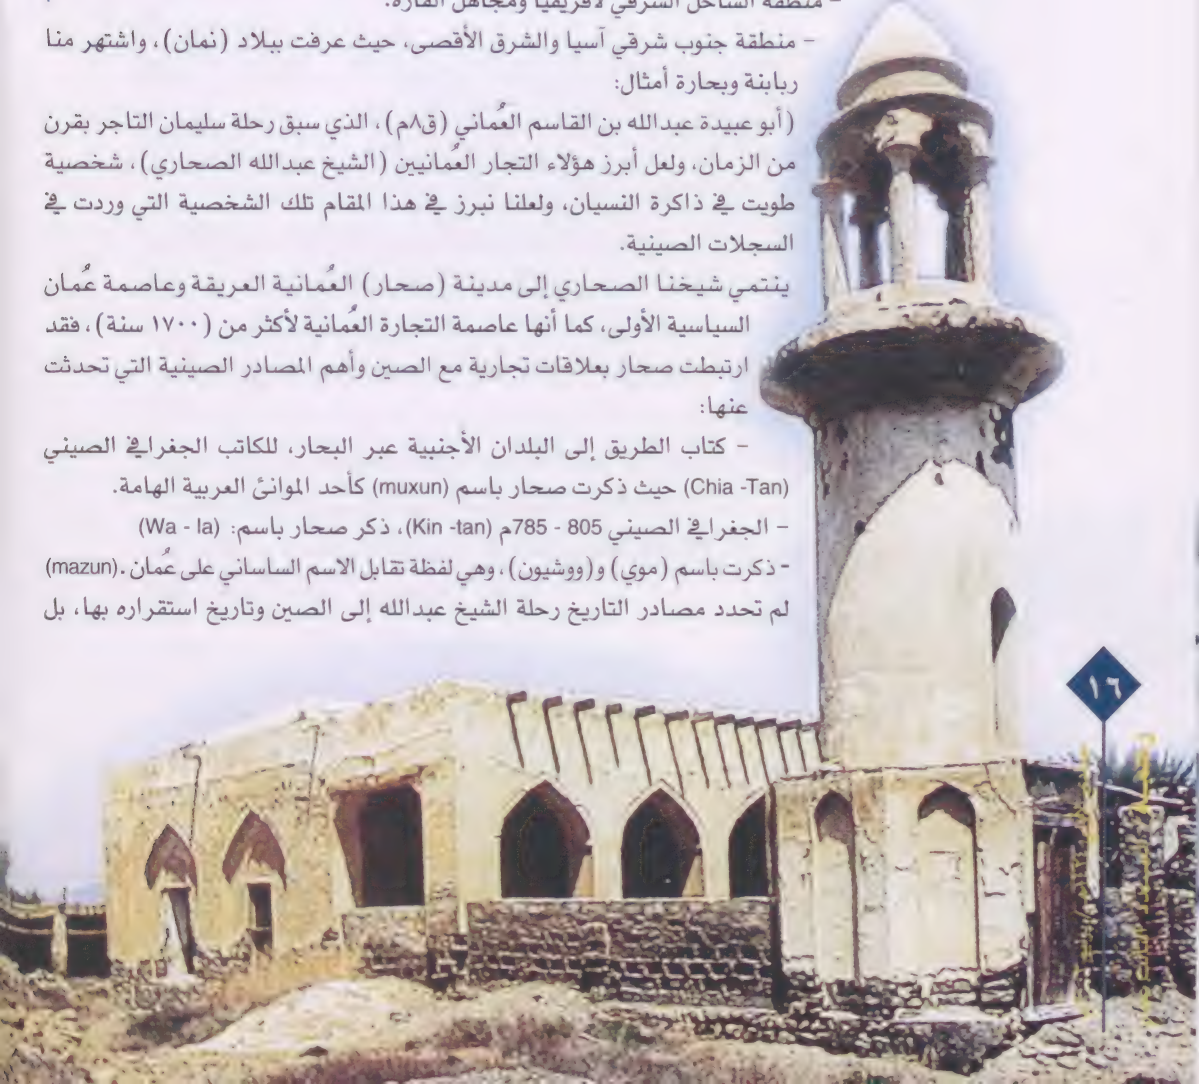 - منطقة الساحل الشرقي لأفريقيا ومجاهل القارة.
- منطقة جنوب شرقي آسيا والشرق الأقصى، حيث عرفت ببلاد (نمان)، واشتهر منا
ربابنة وبحارة أمثال:
(أبو عبيدة عبدالله بن القاسم العُماني (ق٨م)، الذي سبق رحلة سليمان التاجر بقرن
من الزمان، ولعل أبرز هؤلاء التجار العُمانيين (الشيخ عبدالله الصحاري)، شخصية
طويت في ذاكرة النسيان، ولعلنا نبرز في هذا المقام تلك الشخصية التي وردت في
السجلات الصينية.
ينتمي شيخنا الصحاري إلى مدينة (صحار) العُمانية العريقة وعاصمة عُمان
السياسية الأولى، كما أنها عاصمة التجارة العُمانية لأكثر من (١٧٠٠ سنة)، فقد
ارتبطت صحار بعلاقات تجارية مع الصين وأهم المصادر الصينية التي تحدثت
عنها:
- كتاب الطريق إلى البلدان الأجنبية عبر البحار، للكاتب الجغرافي الصيني
(Chia -Tan) حيث ذكرت صحار باسم (muxun) كأحد الموانئ العربية الهامة.
- الجغرافي الصيني 805 - 785م (Kin -tan)، ذكر صحار باسم: (Wa - la)
- ذكرت باسم (موي) و(ووشيون)، وهي لفظة تقابل الاسم الساساني على عُمان .(mazun)
لم تحدد مصادر التاريخ رحلة الشيخ عبدالله إلى الصين وتاريخ استقراره بها، بل
١٦